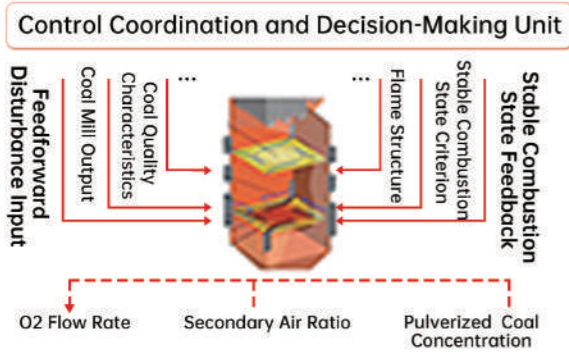 Control Coordination and Decision-Making Unit
Feedforward
Disturbance Input
Coal Mill Output
Coal Quality
Characteristics
...
...
Flame Structure
Stable Combustion
State Criterion
Stable Combustion
State Feedback
O2 Flow Rate
Secondary Air Ratio
Pulverized Coal
Concentration